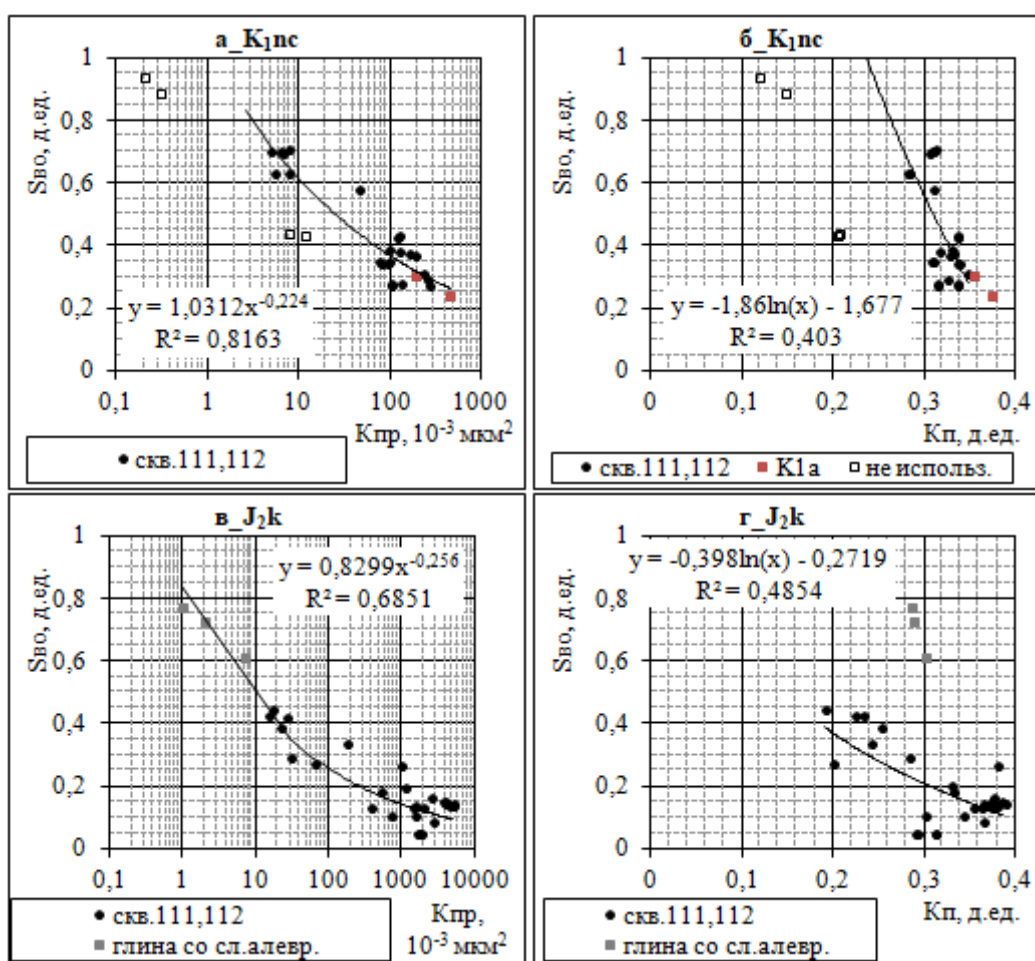 а_K₁nc
1
0,8
0,6
0,4
0,2
0
Sво, д.ед.
y = 1,0312x⁻⁰,²²⁴
R² = 0,8163
0,1 1 10 100 1000
Кпр, 10⁻³ мкм²
скв.111,112
б_K₁nc
1
0,8
0,6
0,4
0,2
0
Sво, д.ед.
y = -1,86ln(x) - 1,677
R² = 0,403
0 0,1 0,2 0,3 0,4
Кп, д.ед.
скв.111,112 K1a не использ.
в_J₂k
1
0,8
0,6
0,4
0,2
0
Sво, д.ед.
y = 0,8299x⁻⁰,²⁵⁶
R² = 0,6851
0,1 1 10 100 1000 10000
Кпр,
10⁻³ мкм²
скв.111,112
глина со сл.алевр.
г_J₂k
1
0,8
0,6
0,4
0,2
0
Sво, д.ед.
y = -0,398ln(x) - 0,2719
R² = 0,4854
0 0,1 0,2 0,3 0,4
Кп, д.ед.
скв.111,112
глина со сл.алевр.